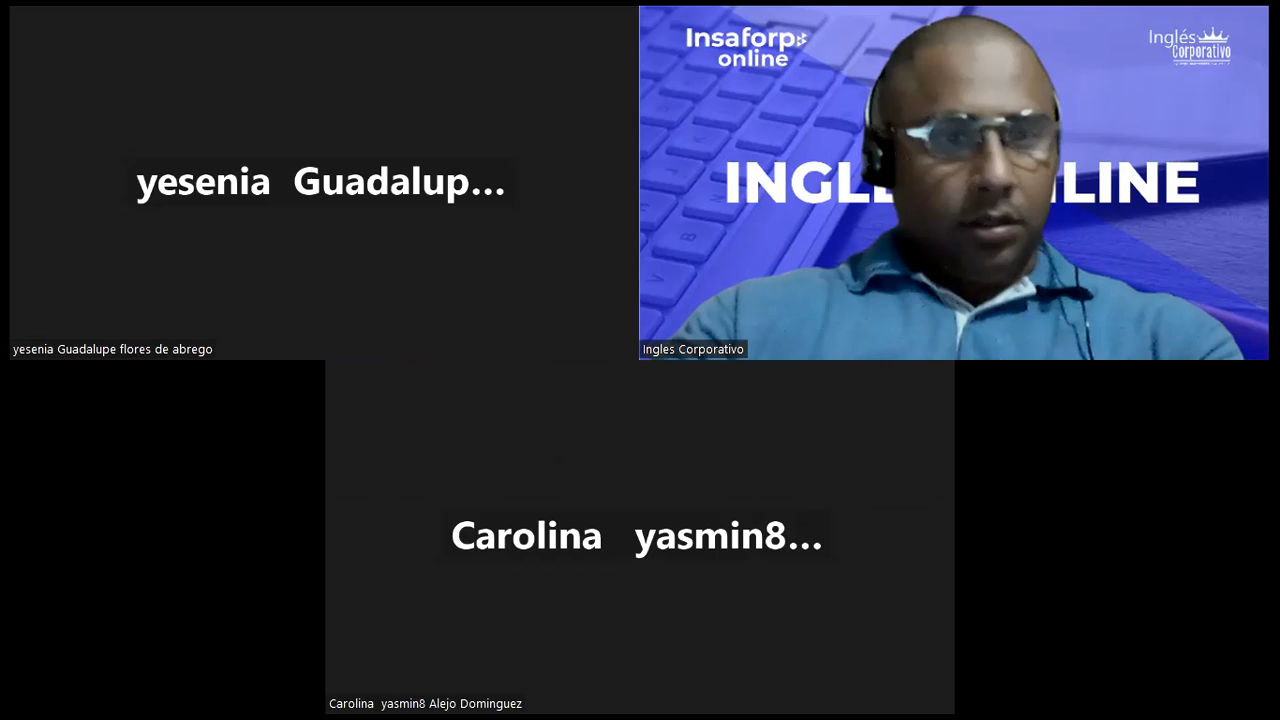 yesenia Guadalup...
yesenia Guadalupe flores de abrego
Insaforp
online
Inglés
Corporativo
INGL LINE
Ingles Corporativo
Carolina yasmin8...
Carolina yasmin8 Alejo Dominguez